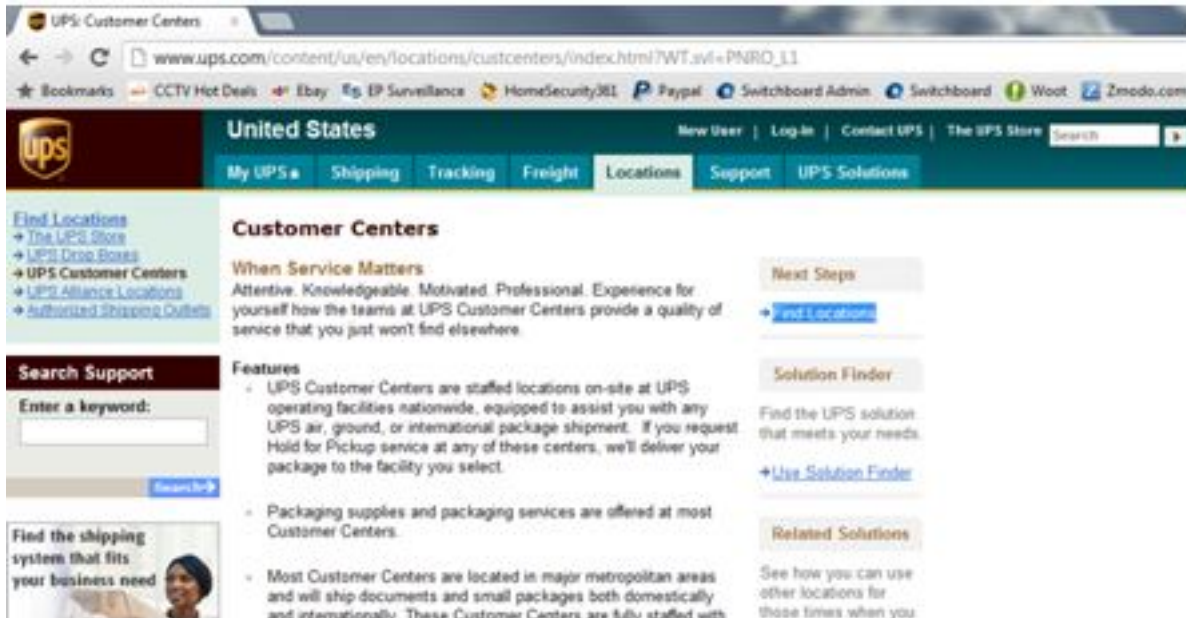 UPS: Customer Centers
www.ups.com/content/us/en/locations/custcenters/index.html?WT.svl=PNRO_L1
Bookmarks CCTV Hot Deals Ebay EP Surveillance HomeSecurity361 Paypal Switchboard Admin Switchboard Woot Zmodo.com
ups
United States
New User | Log-In | Contact UPS | The UPS Store Search
My UPS Shipping Tracking Freight Locations Support UPS Solutions
Find Locations
The UPS Store
UPS Drop Boxes
UPS Customer Centers
UPS Alliance Locations
Authorized Shipping Outlets
Search Support
Enter a keyword:
Search
Find the shipping
system that fits
your business need
Customer Centers
When Service Matters
Attentive. Knowledgeable. Motivated. Professional. Experience for
yourself how the teams at UPS Customer Centers provide a quality of
service that you just won't find elsewhere.
Features
UPS Customer Centers are staffed locations on-site at UPS
operating facilities nationwide, equipped to assist you with any
UPS air, ground, or international package shipment. If you request
Hold for Pickup service at any of these centers, we'll deliver your
package to the facility you select.
Packaging supplies and packaging services are offered at most
Customer Centers.
Most Customer Centers are located in major metropolitan areas
and will ship documents and small packages both domestically
and internationally. These Customer Centers are fully staffed with
Next Steps
Find Locations
Solution Finder
Find the UPS solution
that meets your needs.
Use Solution Finder
Related Solutions
See how you can use
other locations for
those times when you